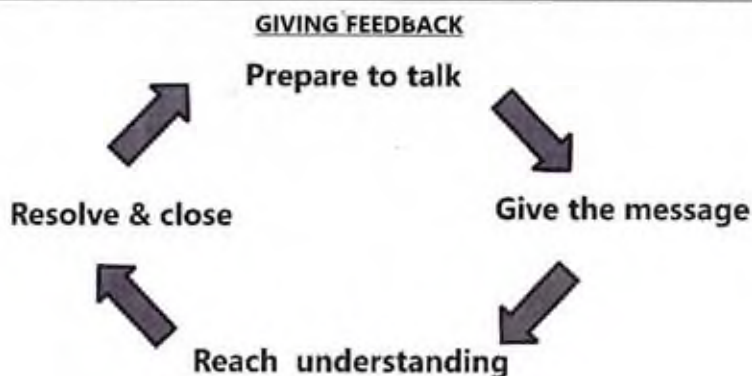 GIVING FEEDBACK
Prepare to talk
Resolve & close
Give the message
Reach understanding